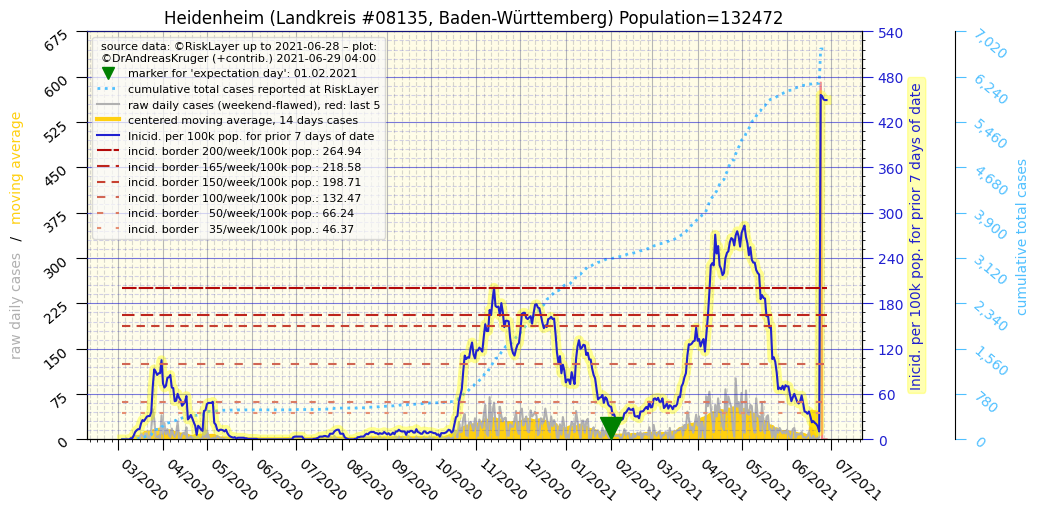 Heidenheim (Landkreis #08135, Baden-Württemberg) Population=132472
source data: ©RiskLayer up to 2021-06-28 – plot:
©DrAndreasKruger (+contrib.) 2021-06-29 04:00
marker for 'expectation day': 01.02.2021
cumulative total cases reported at RiskLayer
raw daily cases (weekend-flawed), red: last 5
centered moving average, 14 days cases
Inicid. per 100k pop. for prior 7 days of date
incid. border 200/week/100k pop.: 264.94
incid. border 165/week/100k pop.: 218.58
incid. border 150/week/100k pop.: 198.71
incid. border 100/week/100k pop.: 132.47
incid. border   50/week/100k pop.: 66.24
incid. border   35/week/100k pop.: 46.37
raw daily cases / moving average
675
600
525
450
375
300
225
150
75
0
03/2020
04/2020
05/2020
06/2020
07/2020
08/2020
09/2020
10/2020
11/2020
12/2020
01/2021
02/2021
03/2021
04/2021
05/2021
06/2021
07/2021
540
480
420
360
300
240
180
120
60
0
Inicid. per 100k pop. for prior 7 days of date
7,020
6,240
5,460
4,680
3,900
3,120
2,340
1,560
780
0
cumulative total cases